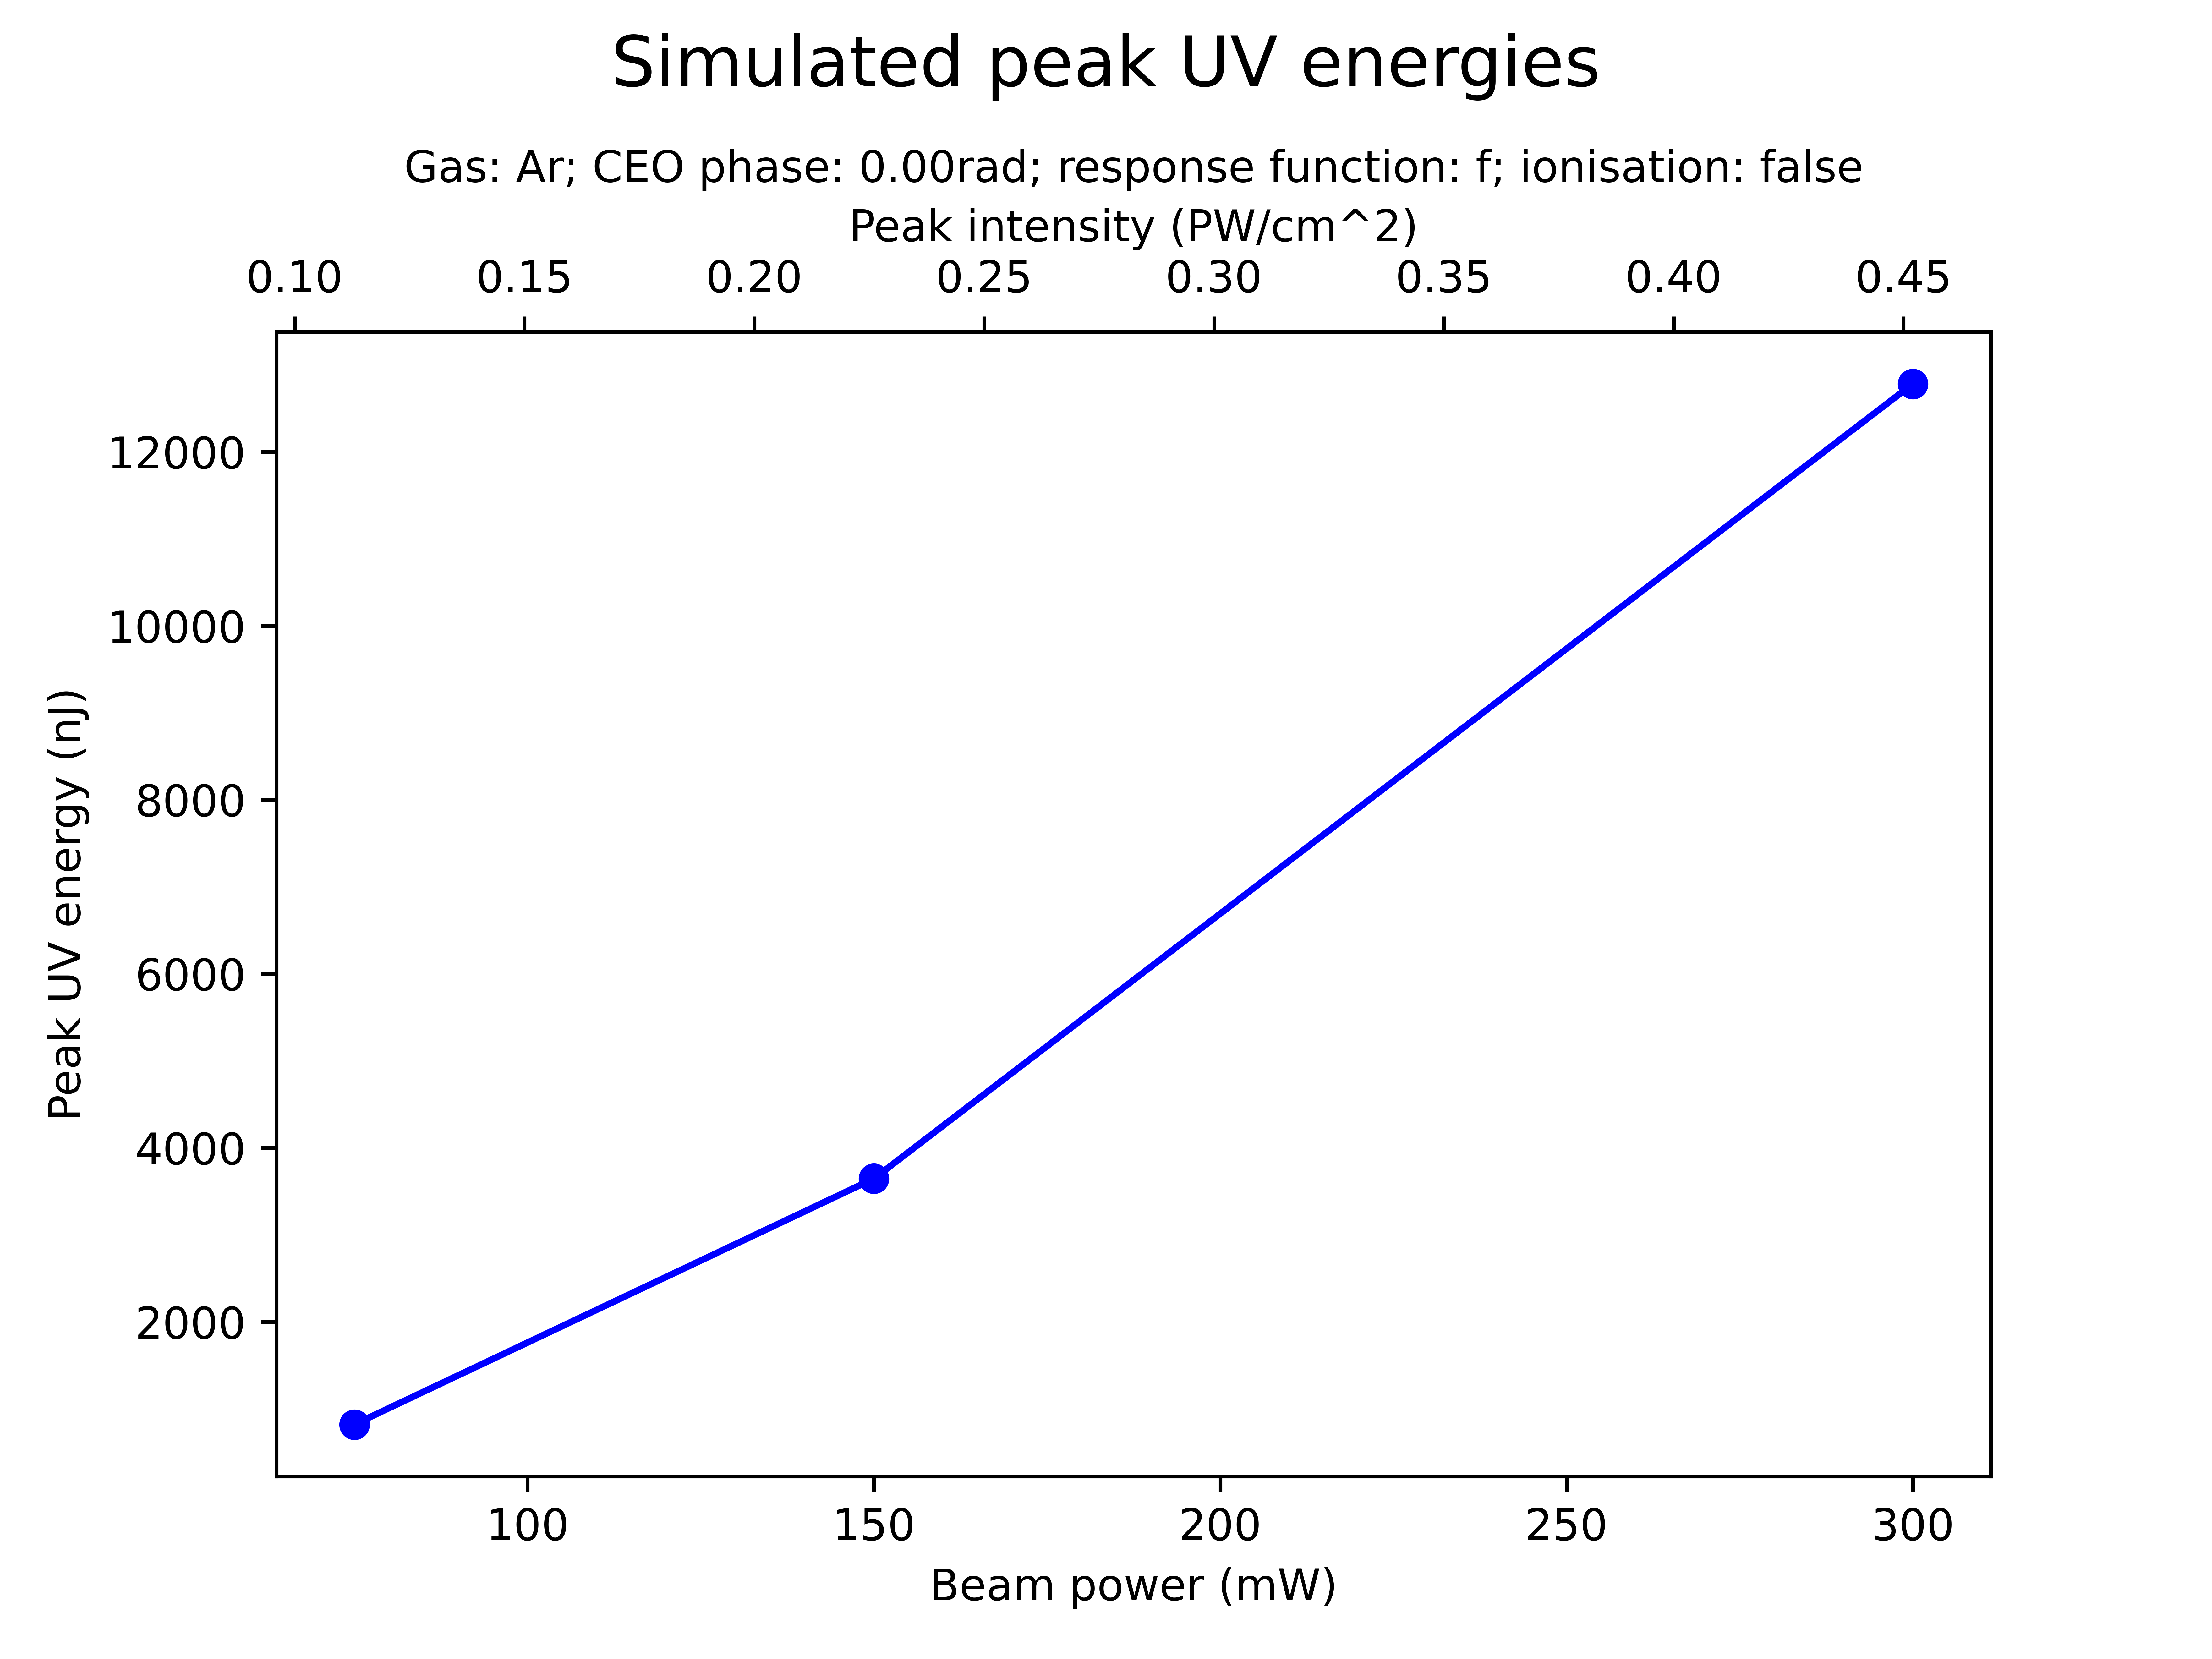 Simulated peak UV energies
Gas: Ar; CEO phase: 0.00rad; response function: f; ionisation: false
Peak intensity (PW/cm^2)
0.10 0.15 0.20 0.25 0.30 0.35 0.40 0.45
12000
10000
8000
6000
4000
2000
Peak UV energy (nJ)
100 150 200 250 300
Beam power (mW)